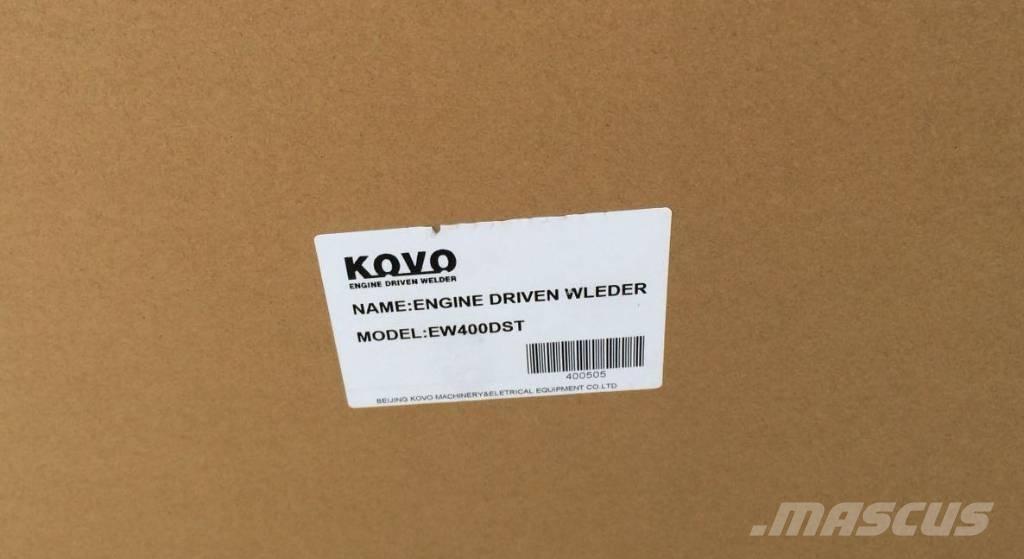 KOVO
ENGINE DRIVEN WELDER
NAME:ENGINE DRIVEN WLEDER
MODEL:EW400DST
400505
BEIJING KOVO MACHINERY&ELETRICAL EQUIPMENT CO.LTD
.MASCUS